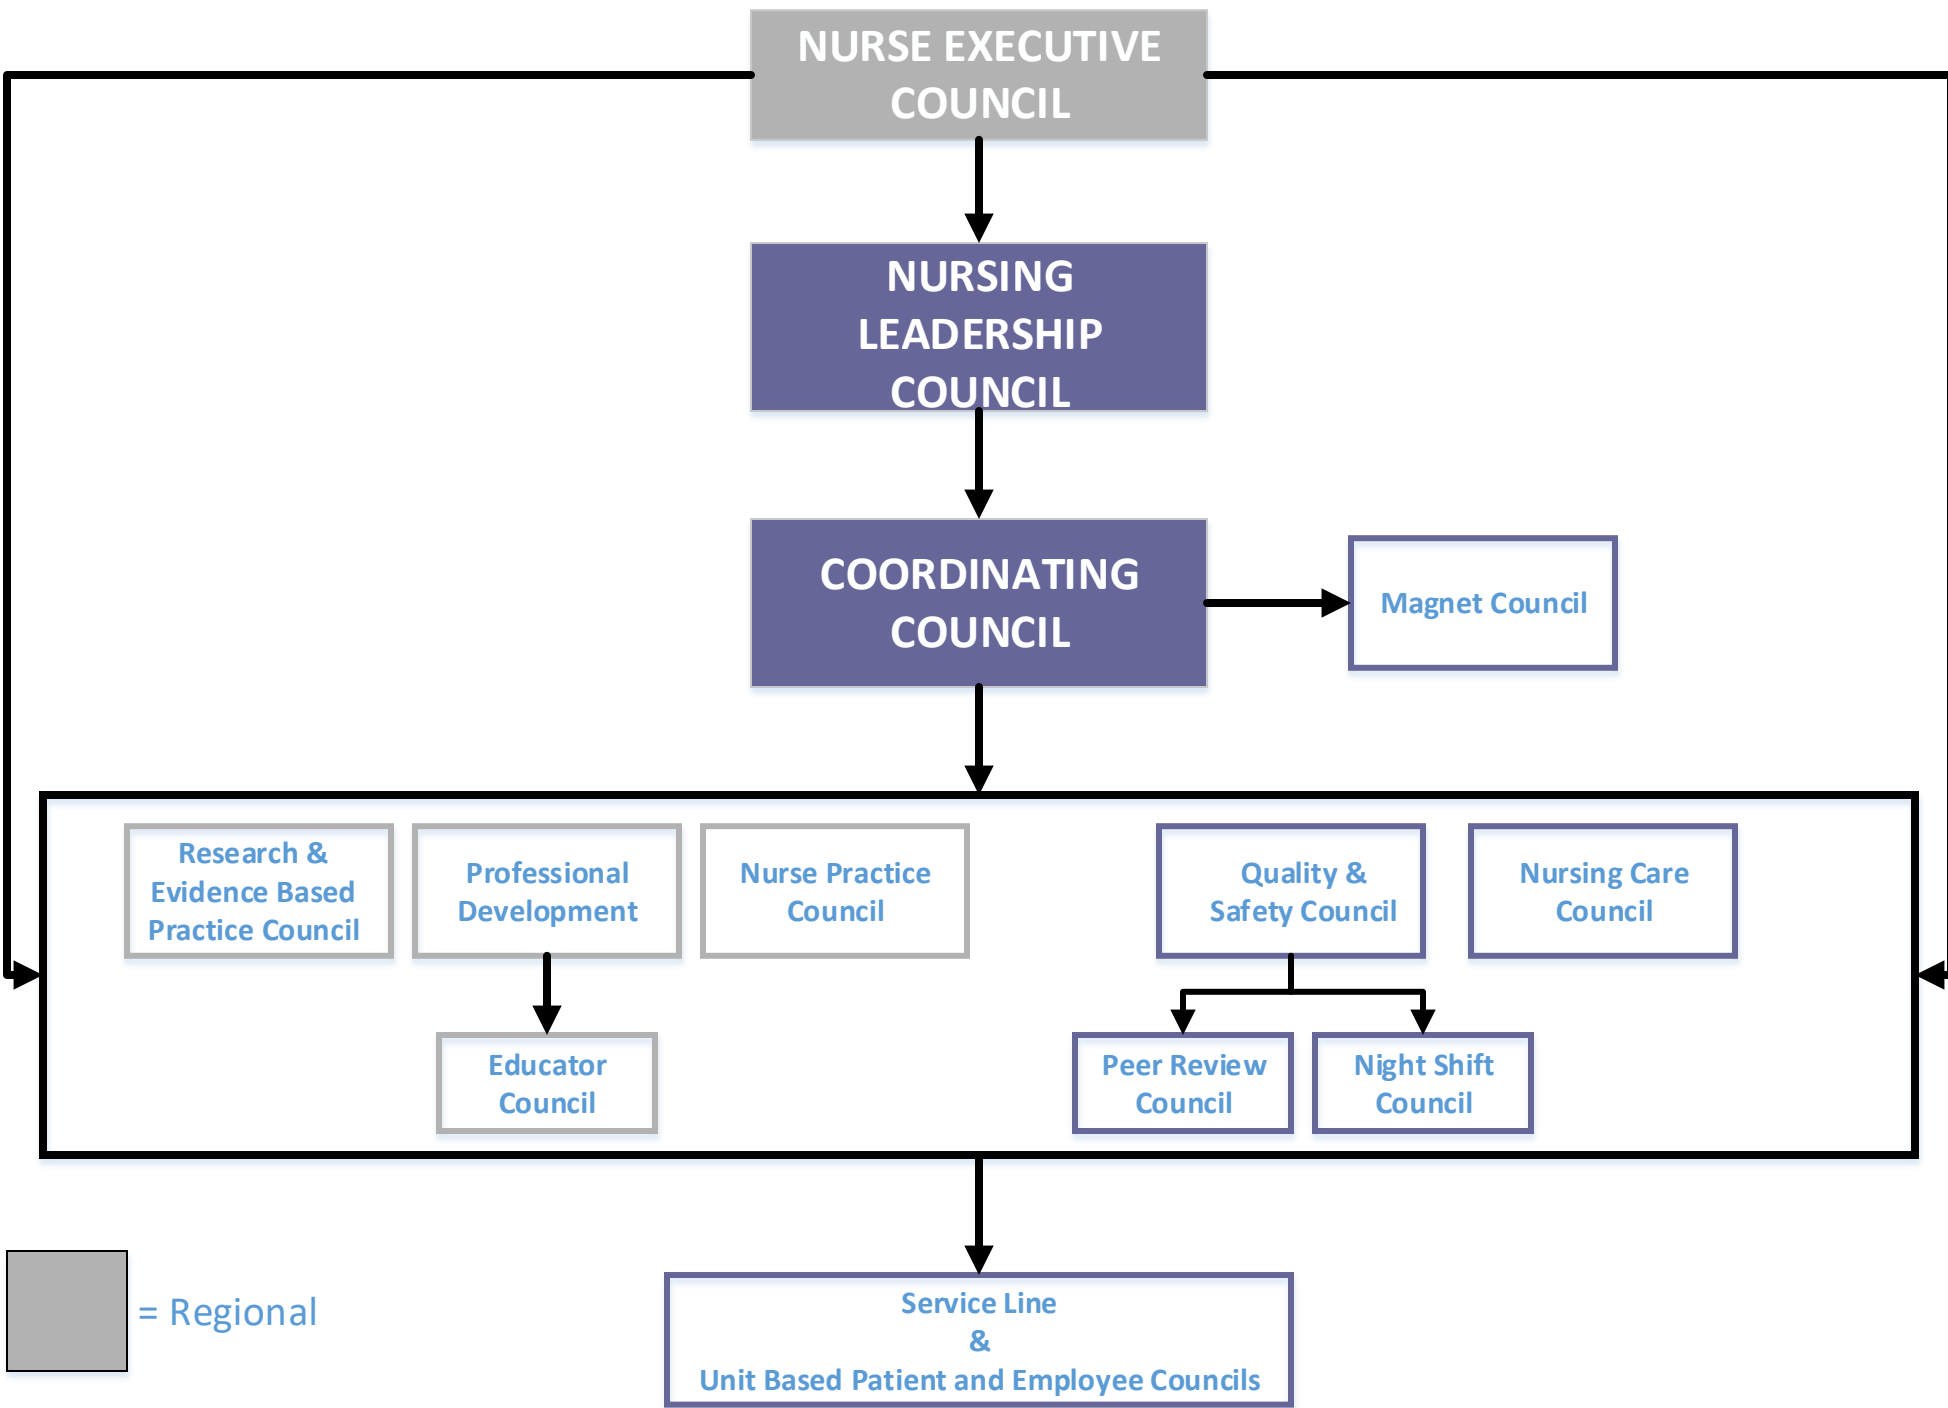 NURSE EXECUTIVE
COUNCIL
NURSING
LEADERSHIP
COUNCIL
COORDINATING
COUNCIL
Magnet Council
Research &
Evidence Based
Practice Council
Professional
Development
Nurse Practice
Council
Quality &
Safety Council
Nursing Care
Council
Educator
Council
Peer Review
Council
Night Shift
Council
= Regional
Service Line
&
Unit Based Patient and Employee Councils